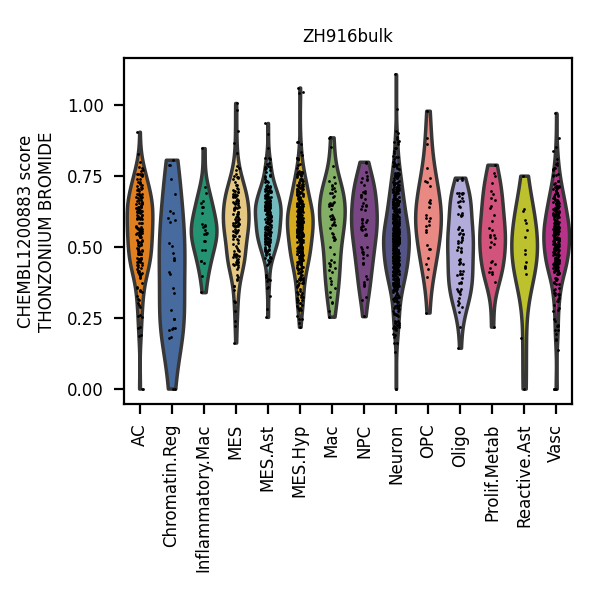 ZH916bulk
CHEMBL1200883 score
THONZONIUM BROMIDE
1.00
0.75
0.50
0.25
0.00
AC
Chromatin.Reg
Inflammatory.Mac
MES
MES.Ast
MES.Hyp
Mac
NPC
Neuron
OPC
Oligo
Prolif.Metab
Reactive.Ast
Vasc